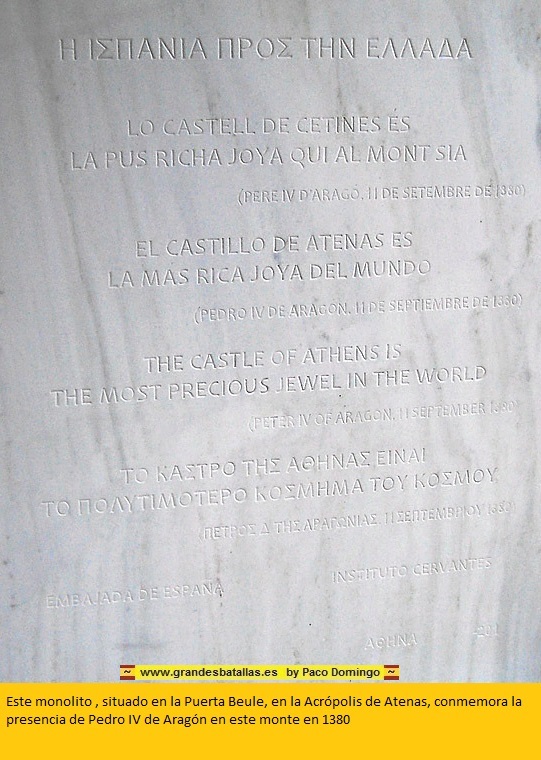 Η ΙΣΠΑΝΙΑ ΠΡΟΣ ΤΗΝ ΕΛΛΑΔΑ
LO CASTELL DE CETINES ÉS
LA PUS RICHA JOYA QUI AL MONT SIA
(PERE IV D'ARAGÓ, 11 DE SETEMBRE DE 1380)
EL CASTILLO DE ATENAS ES
LA MAS RICA JOYA DEL MUNDO
(PEDRO IV DE ARAGON, 11 DE SEPTIEMBRE DE 1380)
THE CASTLE OF ATHENS IS
THE MOST PRECIOUS JEWEL IN THE WORLD
(PETER IV OF ARAGON, 11 SEPTEMBER 1380)
ΤΟ ΚΑΣΤΡΟ ΤΗΣ ΑΘΗΝΑΣ ΕΙΝΑΙ
ΤΟ ΠΟΛΥΤΙΜΟΤΕΡΟ ΚΟΣΜΗΜΑ ΤΟΥ ΚΟΣΜΟΥ
(ΠΕΤΡΟΣ Δ ΤΗΣ ΑΡΑΓΩΝΙΑΣ, 11 ΣΕΠΤΕΜΒΡΙΟΥ 1380)
EMBAJADA DE ESPAÑA INSTITUTO CERVANTES
ΑΘΗΝΑ
www.grandesbatallas.es by Paco Domingo
Este monolito , situado en la Puerta Beule, en la Acrópolis de Atenas, conmemora la
presencia de Pedro IV de Aragón en este monte en 1380